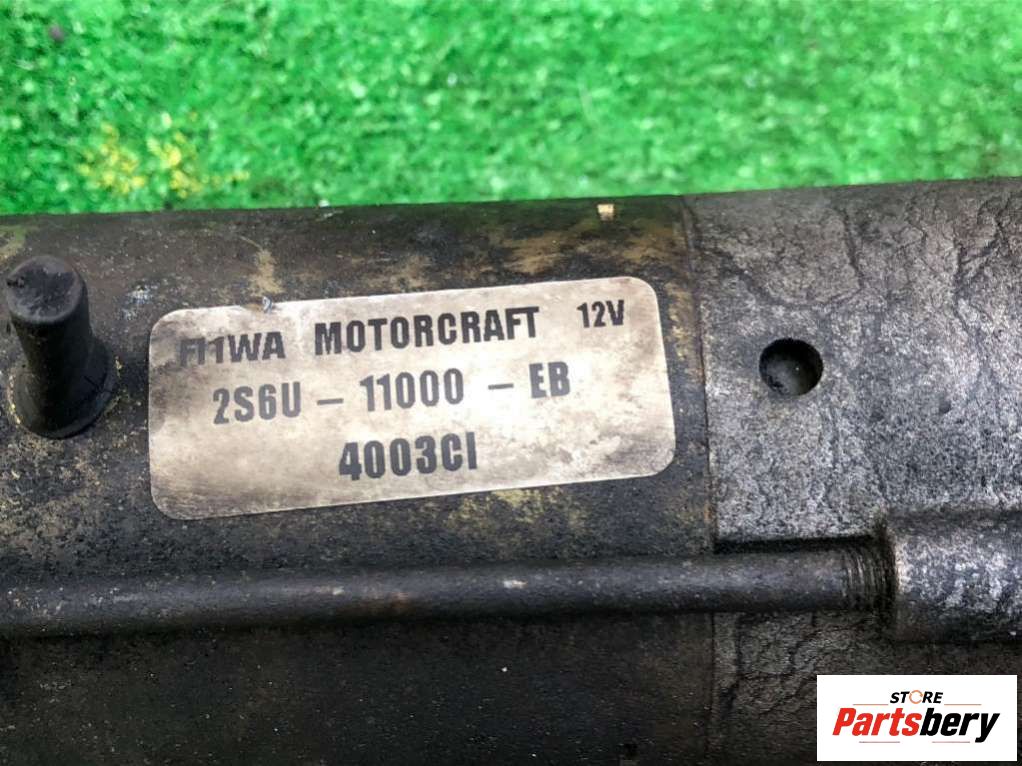 FI1WA MOTORCRAFT 12V
2S6U - 11000 - EB
4003CI
STORE
Partsbery